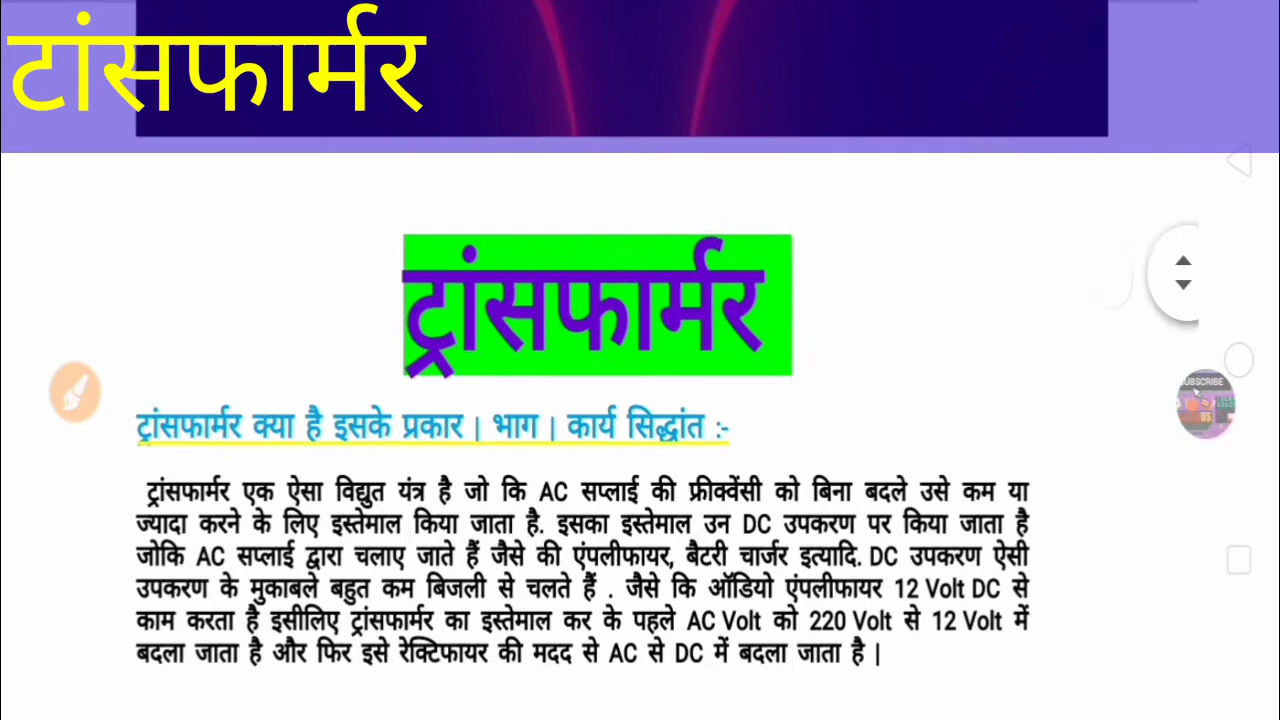 टांसफार्मर
ट्रांसफार्मर
ट्रांसफार्मर क्या है इसके प्रकार | भाग | कार्य सिद्धांत :-
ट्रांसफार्मर एक ऐसा विद्युत यंत्र है जो कि AC सप्लाई की फ्रीक्वेंसी को बिना बदले उसे कम या
ज्यादा करने के लिए इस्तेमाल किया जाता है. इसका इस्तेमाल उन DC उपकरण पर किया जाता है
जोकि AC सप्लाई द्वारा चलाए जाते हैं जैसे की एंपलीफायर, बैटरी चार्जर इत्यादि. DC उपकरण ऐसी
उपकरण के मुकाबले बहुत कम बिजली से चलते हैं . जैसे कि ऑडियो एंपलीफायर 12 Volt DC से
काम करता है इसीलिए ट्रांसफार्मर का इस्तेमाल कर के पहले AC Volt को 220 Volt से 12 Volt में
बदला जाता है और फिर इसे रेक्टिफायर की मदद से AC से DC में बदला जाता है |
SUBSCRIBE